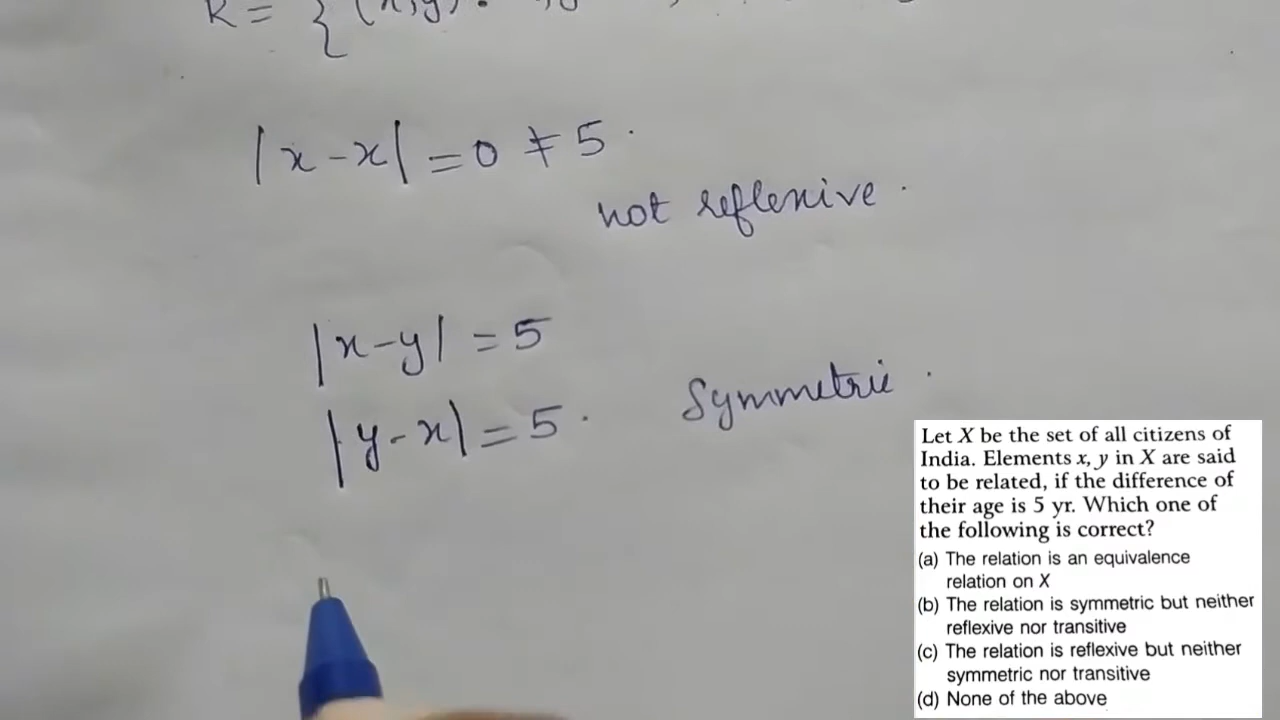 R = { (x, y) :
|x - x| = 0 ≠ 5 .
not reflexive .
|x - y| = 5
|y - x| = 5 . Symmetric .
Let X be the set of all citizens of
India. Elements x, y in X are said
to be related, if the difference of
their age is 5 yr. Which one of
the following is correct?
(a) The relation is an equivalence
relation on X
(b) The relation is symmetric but neither
reflexive nor transitive
(c) The relation is reflexive but neither
symmetric nor transitive
(d) None of the above